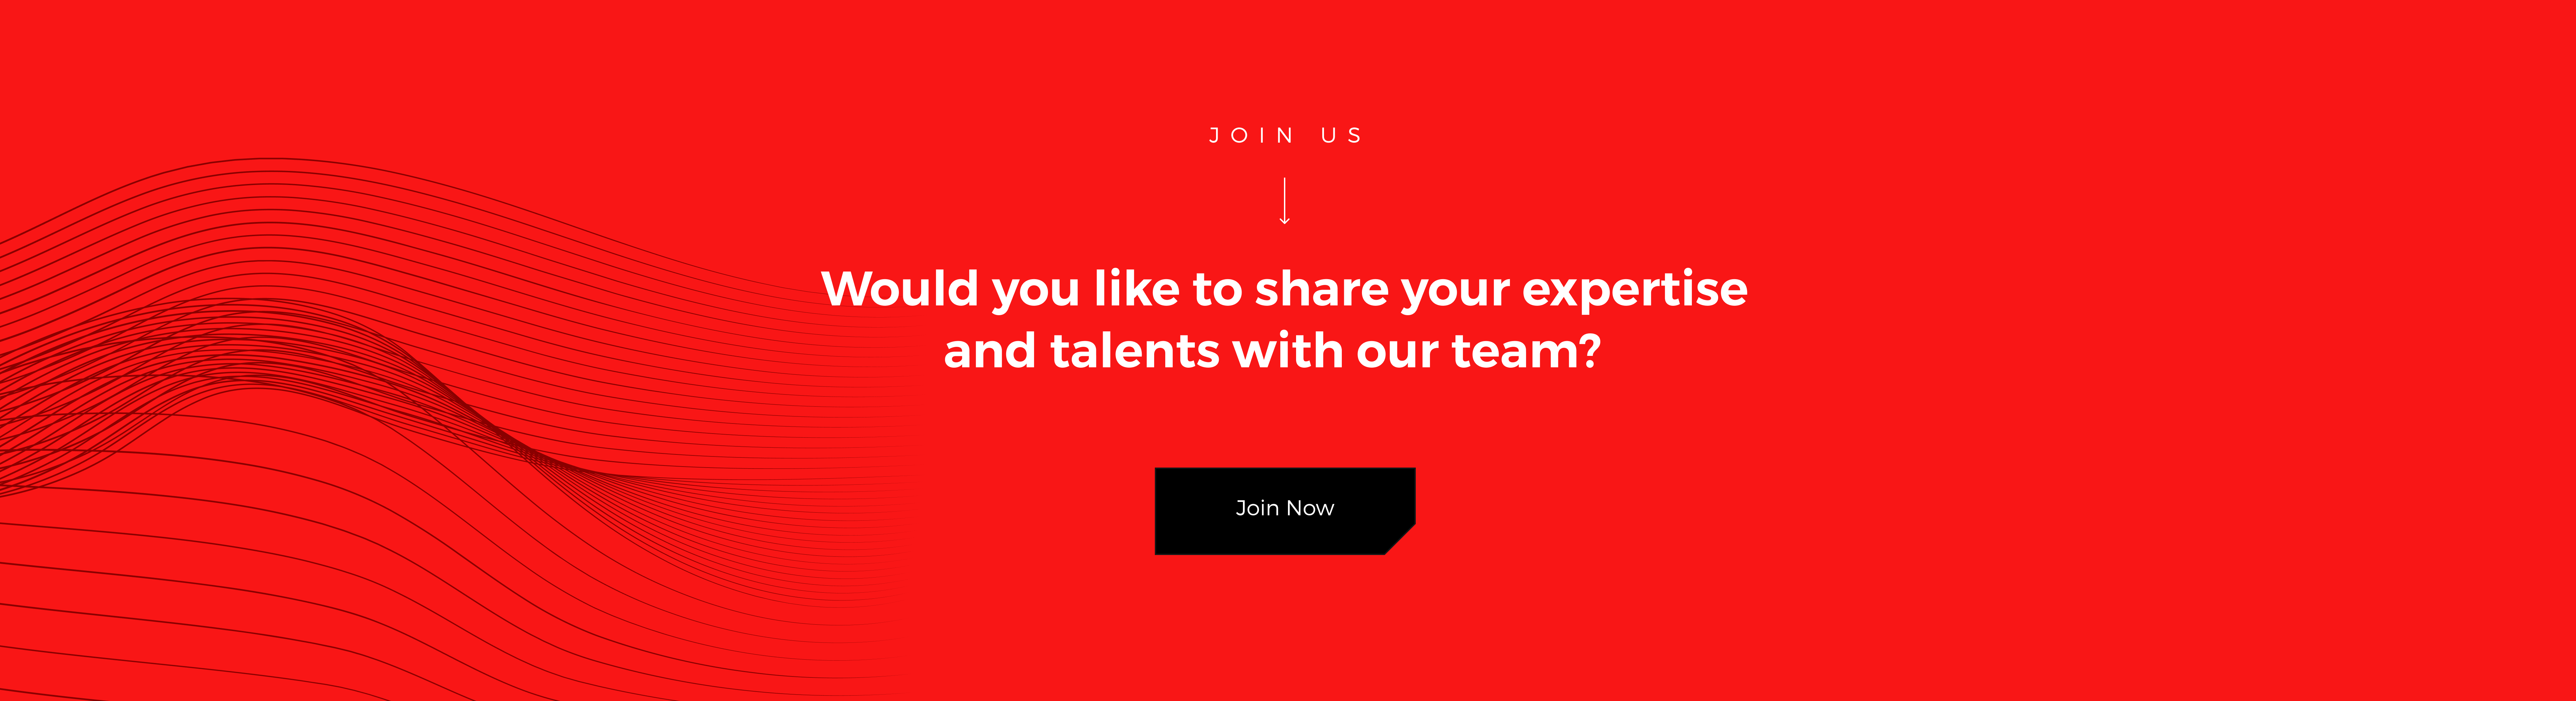 JOIN US
Would you like to share your expertise
and talents with our team?
Join Now